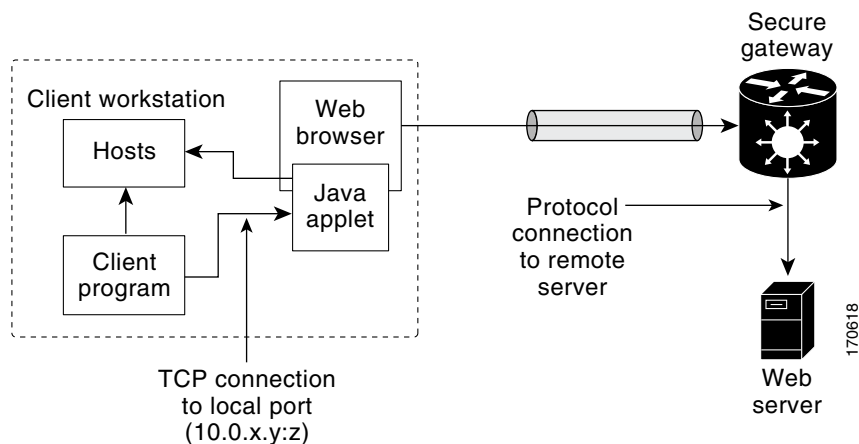 Secure
gateway
Client workstation
Web
browser
Hosts
Java
applet
Client
program
Protocol
connection
to remote
server
TCP connection
to local port
(10.0.x.y:z)
Web
server
170618